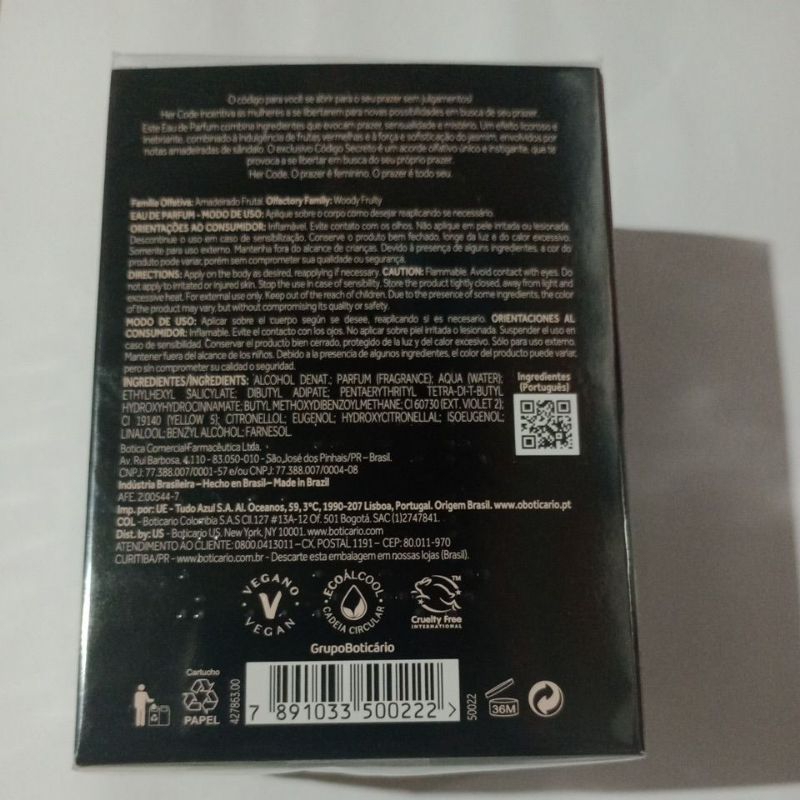 O código para você se abrir para o seu prazer sem julgamentos!
Her Code incentiva as mulheres a se libertarem para novas possibilidades em busca de seu prazer.
Este Eau de Parfum combina ingredientes que evocam prazer, sensualidade e mistério. Um efeito licoroso e
inebriante, combinado à indulgência de frutas vermelhas e à força e sofisticação do jasmim, envolvidos por
notas amadeiradas de sândalo. O exclusivo Código Secreto é um acorde olfativo único e instigante, que te
provoca a se libertar em busca do seu próprio prazer.
Her Code. O prazer é feminino. O prazer é todo seu.
Família Olfativa: Amadeirado Frutal. Olfactory Family: Woody Fruity
EAU DE PARFUM - MODO DE USO: Aplique sobre o corpo como desejar reaplicando se necessário.
ORIENTAÇÕES AO CONSUMIDOR: Inflamável. Evite contato com os olhos. Não aplique em pele irritada ou lesionada.
Descontinue o uso em caso de sensibilização. Conserve o produto bem fechado, longe da luz e do calor excessivo.
Somente para uso externo. Mantenha fora do alcance de crianças. Devido à presença de alguns ingredientes, a cor do
produto pode variar, porém sem comprometer sua qualidade ou segurança.
DIRECTIONS: Apply on the body as desired, reapplying if necessary. CAUTION: Flammable. Avoid contact with eyes. Do
not apply to irritated or injured skin. Stop the use in case of sensibility. Store the product tightly closed, away from light and
excessive heat. For external use only. Keep out of the reach of children. Due to the presence of some ingredients, the color
of the product may vary, but without compromising its quality or safety.
MODO DE USO: Aplicar sobre el cuerpo según se desee, reaplicando si es necesario. ORIENTACIONES AL
CONSUMIDOR: Inflamable. Evite el contacto con los ojos. No aplicar sobre piel irritada o lesionada. Suspender el uso en
caso de sensibilidad. Conservar el producto bien cerrado, protegido de la luz y del calor excesivo. Sólo para uso externo.
Mantener fuera del alcance de los niños. Debido a la presencia de algunos ingredientes, el color del producto puede variar,
pero sin comprometer su calidad o seguridad.
INGREDIENTES/INGREDIENTS: ALCOHOL DENAT.; PARFUM (FRAGRANCE); AQUA (WATER);
ETHYLHEXYL SALICYLATE; DIBUTYL ADIPATE; PENTAERYTHRITYL TETRA-DI-T-BUTYL
HYDROXYHYDROCINNAMATE; BUTYL METHOXYDIBENZOYLMETHANE; CI 60730 (EXT. VIOLET 2);
CI 19140 (YELLOW 5); CITRONELLOL; EUGENOL; HYDROXYCITRONELLAL; ISOEUGENOL;
LINALOOL; BENZYL ALCOHOL; FARNESOL.
Ingredientes
(Português)
Botica Comercial Farmacêutica Ltda.
Av. Rui Barbosa, 4.110 - 83.050-010 - São José dos Pinhais/PR – Brasil.
CNPJ: 77.388.007/0001-57 e/ou CNPJ: 77.388.007/0004-08
Indústria Brasileira – Hecho en Brasil – Made in Brazil
AFE. 2.00544-7
Imp. por: UE - Tudo Azul S.A. Al. Oceanos, 59, 3ºC, 1990-207 Lisboa, Portugal. Origem Brasil. www.oboticario.pt
COL - Boticario Colombia S.A.S Cll 127 #13A-12 Of. 501 Bogotá. SAC (1)2747841.
Dist. by: US - Boticario US. New York, NY 10001. www.boticario.com
ATENDIMENTO AO CLIENTE: 0800.0413011 – CX. POSTAL 1191 – CEP: 80.011-970
CURITIBA/PR - www.boticario.com.br - Descarte esta embalagem em nossas lojas (Brasil).
VEGANO
V
VEGAN
ECOÁLCOOL
CADEIA CIRCULAR
TM
Cruelty Free
INTERNATIONAL
GrupoBoticário
Cartucho
PAPEL
427863.00
7 891033 500222 >
50022
36M